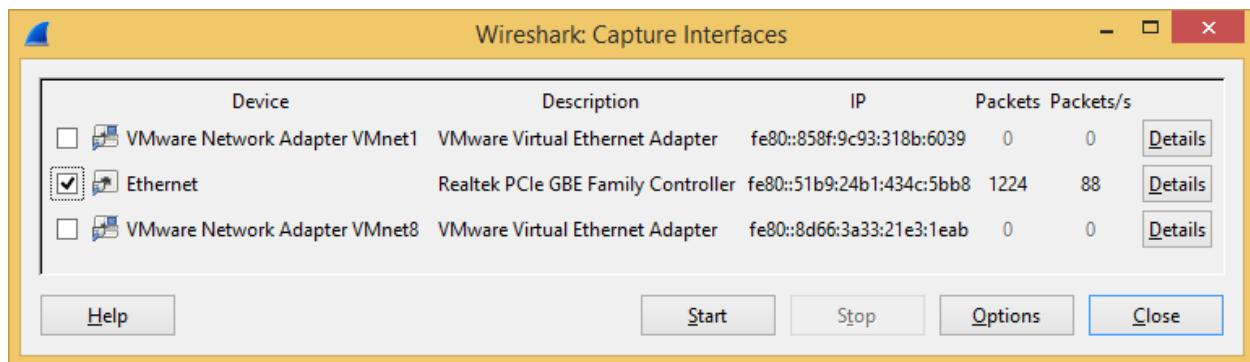 Wireshark: Capture Interfaces
Device Description IP Packets Packets/s
VMware Network Adapter VMnet1 VMware Virtual Ethernet Adapter fe80::858f:9c93:318b:6039 0 0 Details
Ethernet Realtek PCIe GBE Family Controller fe80::51b9:24b1:434c:5bb8 1224 88 Details
VMware Network Adapter VMnet8 VMware Virtual Ethernet Adapter fe80::8d66:3a33:21e3:1eab 0 0 Details
Help Start Stop Options Close